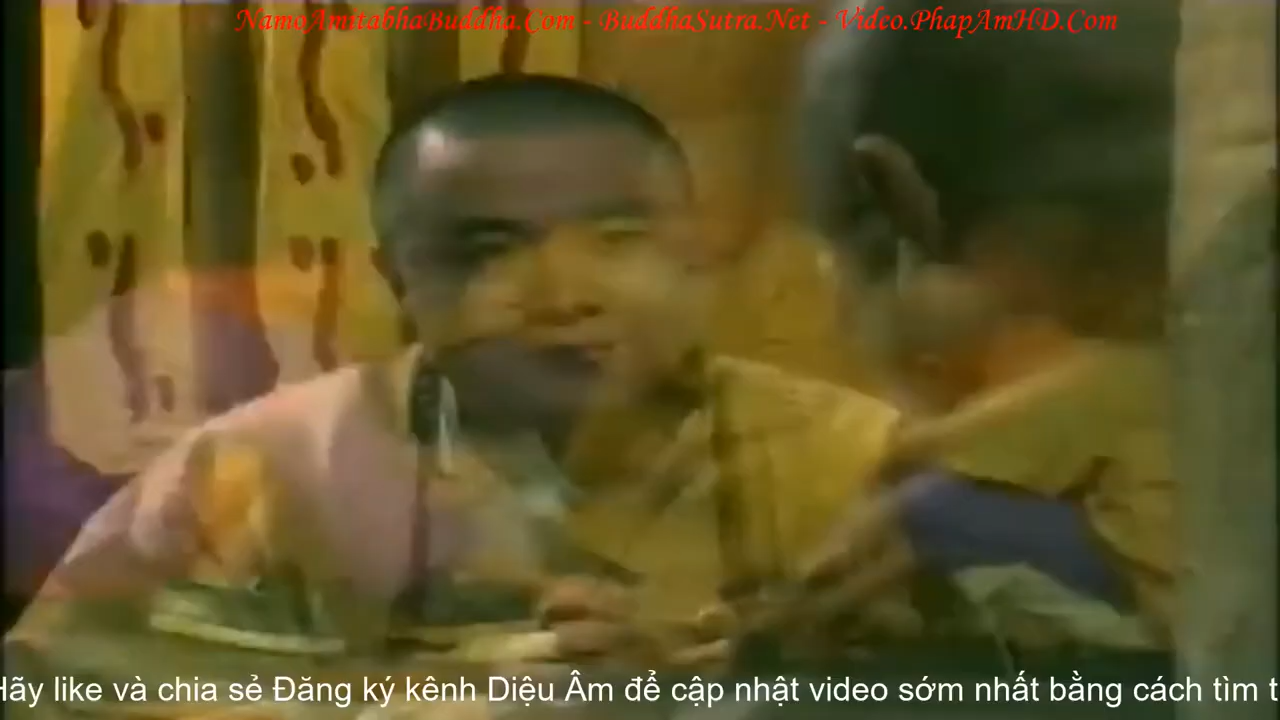 NamoAmitabhaBuddha.Com - BuddhaSutra.Net - Video.PhapAmHD.Com
Hãy like và chia sẻ Đăng ký kênh Diệu Âm để cập nhật video sớm nhất bằng cách tìm t